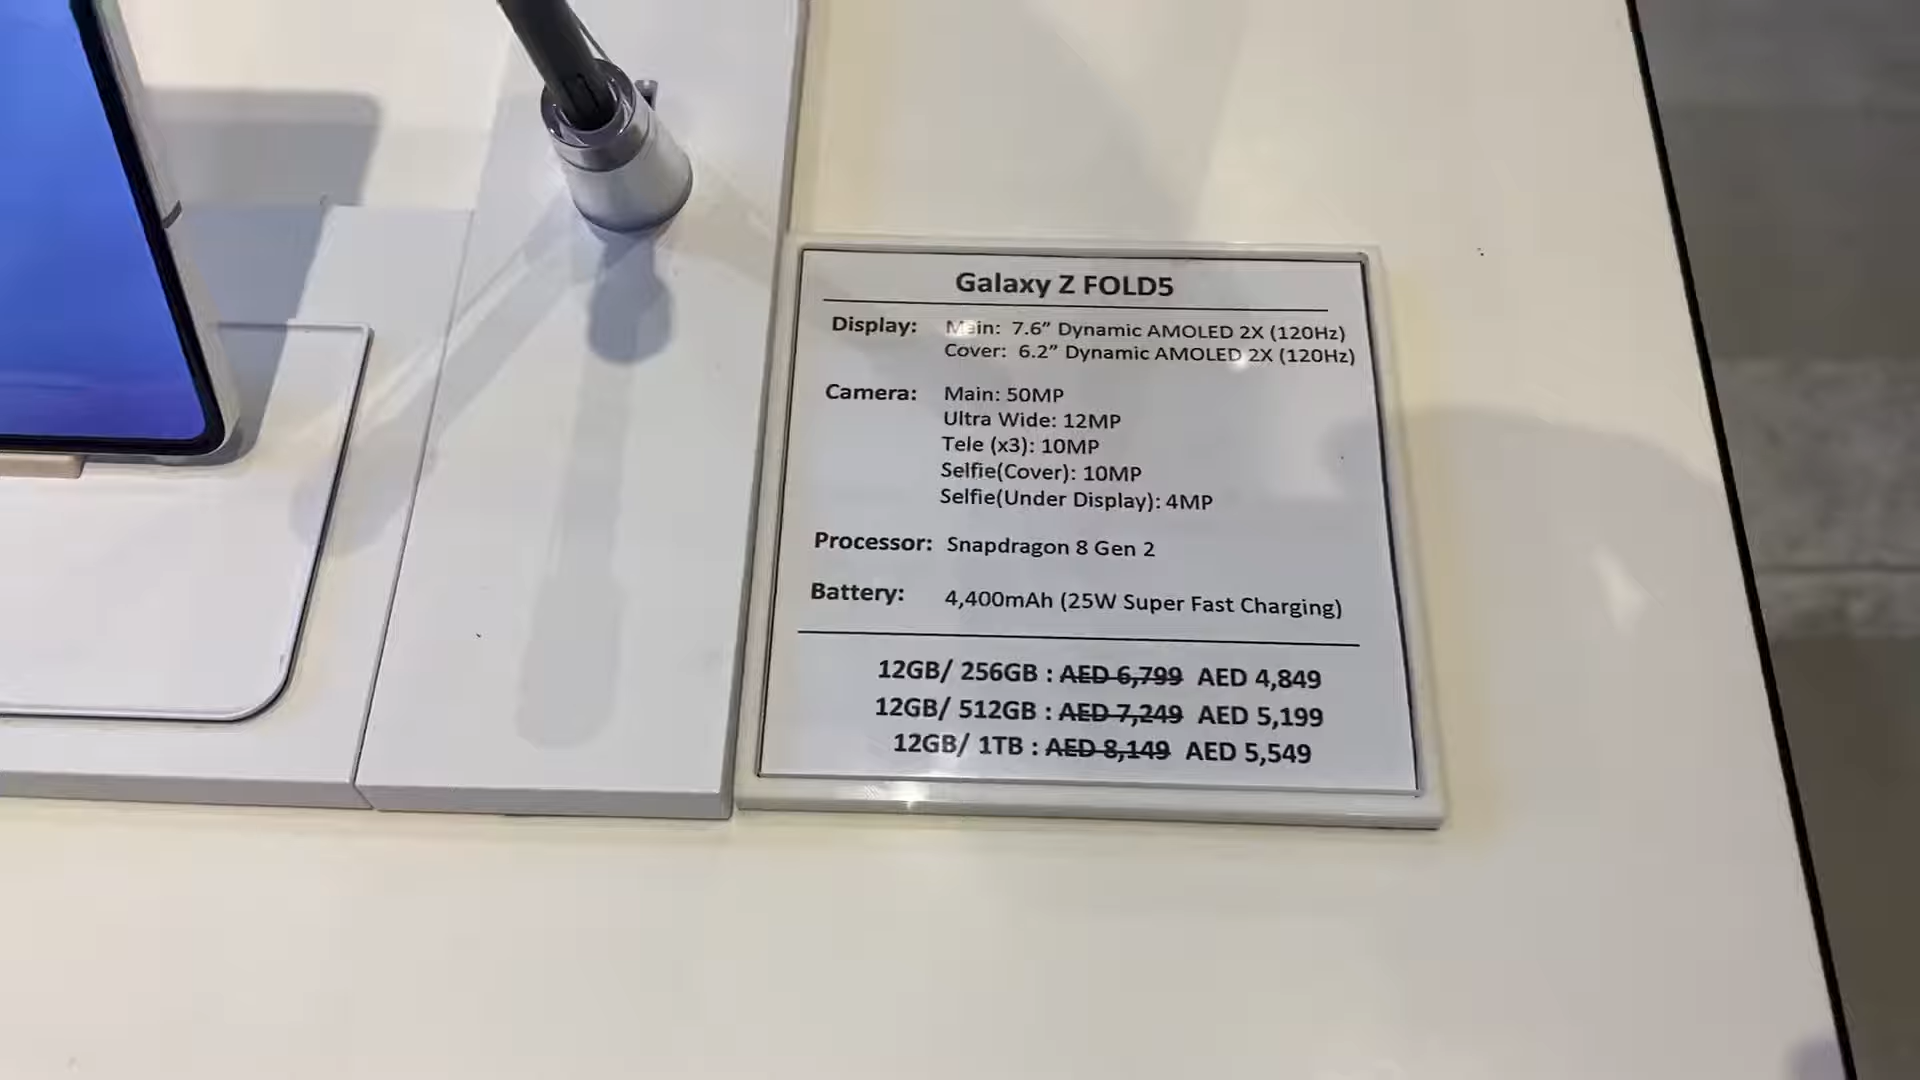 Galaxy Z FOLD5
Display: Main: 7.6” Dynamic AMOLED 2X (120Hz)
Cover: 6.2” Dynamic AMOLED 2X (120Hz)
Camera: Main: 50MP
Ultra Wide: 12MP
Tele (x3): 10MP
Selfie(Cover): 10MP
Selfie(Under Display): 4MP
Processor: Snapdragon 8 Gen 2
Battery: 4,400mAh (25W Super Fast Charging)
12GB/ 256GB : AED 6,799 AED 4,849
12GB/ 512GB : AED 7,249 AED 5,199
12GB/ 1TB : AED 8,149 AED 5,549